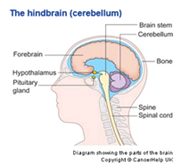 The hindbrain (cerebellum)
Brain stem
Cerebellum
Forebrain
Bone
Hypothalamus
Pituitary
gland
Spine
Spinal cord
Diagram showing the parts of the brain
Copyright © CancerHelp UK